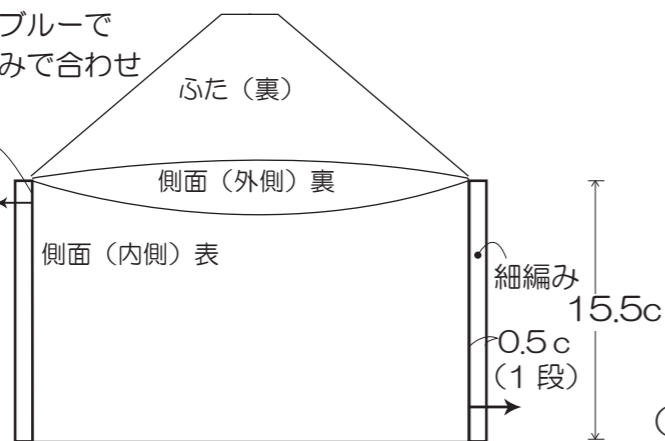 ブルーで
みで合わせ
ふた（裏）
側面（外側）裏
側面（内側）表
細編み
15.5c
0.5c
（1段）
（